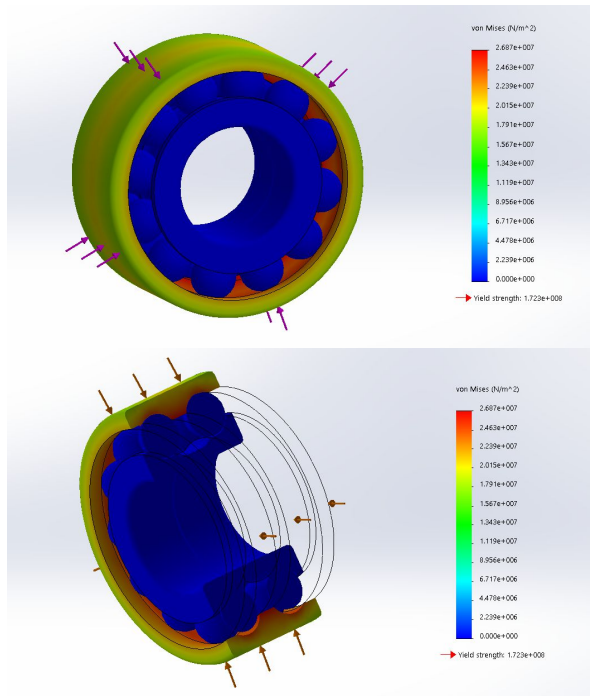 von Mises (N/m^2)
2.687e+007
2.463e+007
2.239e+007
2.015e+007
1.791e+007
1.567e+007
1.343e+007
1.119e+007
8.956e+006
6.717e+006
4.478e+006
2.239e+006
0.000e+000
Yield strength: 1.723e+008
von Mises (N/m^2)
2.687e+007
2.463e+007
2.239e+007
2.015e+007
1.791e+007
1.567e+007
1.343e+007
1.119e+007
8.956e+006
6.717e+006
4.478e+006
2.239e+006
0.000e+000
Yield strength: 1.723e+008